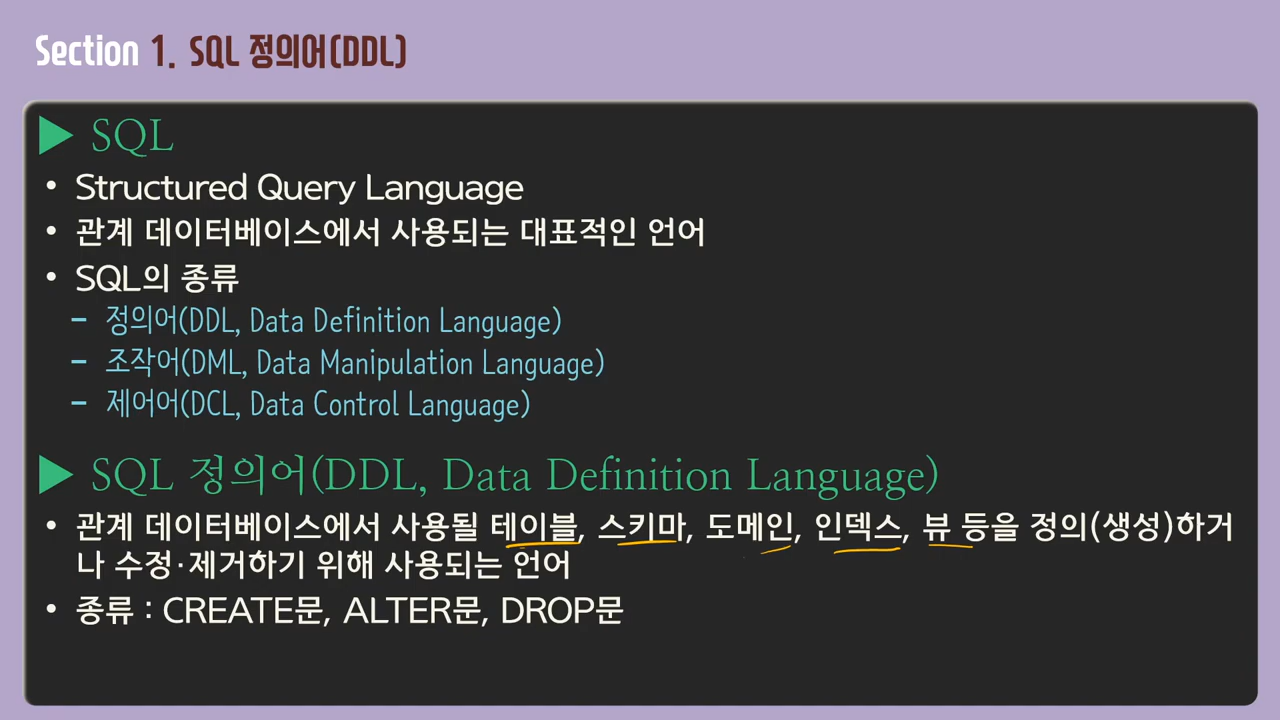 Section 1. SQL 정의어(DDL)
▶ SQL
• Structured Query Language
• 관계 데이터베이스에서 사용되는 대표적인 언어
• SQL의 종류
– 정의어(DDL, Data Definition Language)
– 조작어(DML, Data Manipulation Language)
– 제어어(DCL, Data Control Language)
▶ SQL 정의어(DDL, Data Definition Language)
• 관계 데이터베이스에서 사용될 테이블, 스키마, 도메인, 인덱스, 뷰 등을 정의(생성)하거
나 수정·제거하기 위해 사용되는 언어
• 종류 : CREATE문, ALTER문, DROP문